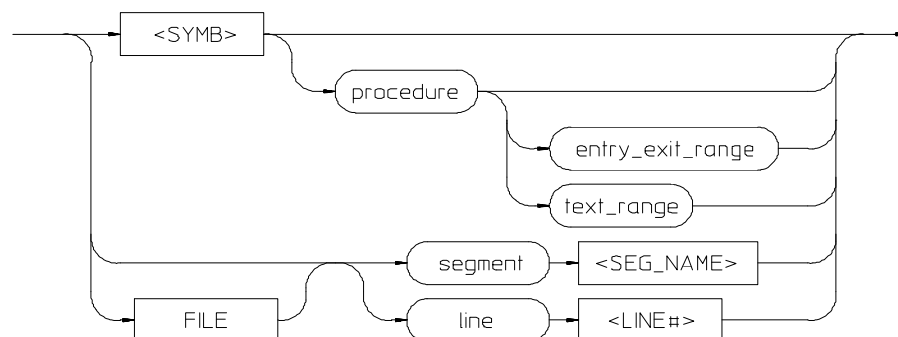 <SYMB>
procedure
entry_exit_range
text_range
segment <SEG_NAME>
FILE line <LINE#>